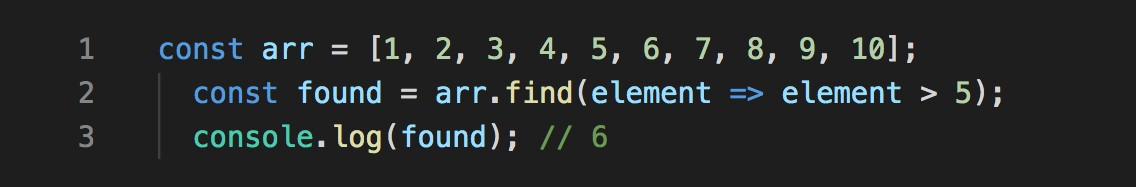 1 const arr = [1, 2, 3, 4, 5, 6, 7, 8, 9, 10];
2 const found = arr.find(element => element > 5);
3 console.log(found); // 6